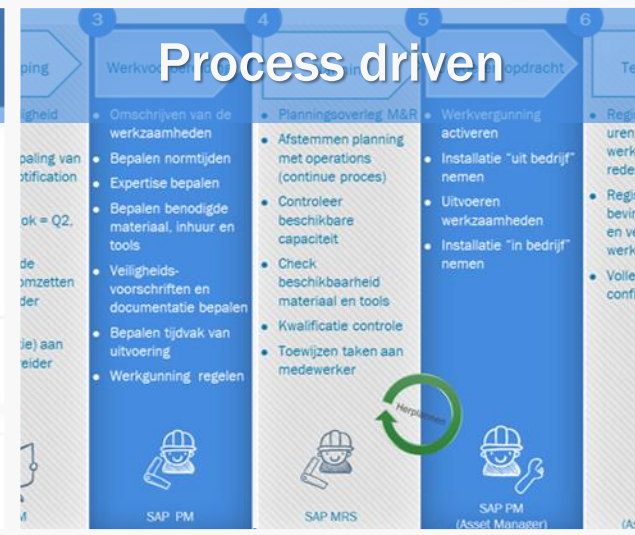 3
4
5
6
Process driven
ping
opdracht
Te
igheid
paling van
otification
ok = Q2,
de
omzetten
der
ie) aan
eider
Omschrijven van de
werkzaamheden
Bepalen normtijden
Expertise bepalen
Bepalen benodigde
materiaal, inhuur en
tools
Veiligheids-
voorschriften en
documentatie bepalen
Bepalen tijdvak van
uitvoering
Werkgunning regelen
SAP PM
Planningsoverleg M&R
Afstemmen planning
met operations
(continue proces)
Controleer
beschikbare
capaciteit
Check
beschikbaarheid
materiaal en tools
Kwalificatie controle
Toewijzen taken aan
medewerker
Herplannen
SAP MRS
Werkvergunning
activeren
Installatie "uit bedrijf"
nemen
Uitvoeren
werkzaamheden
Installatie "in bedrijf"
nemen
SAP PM
(Asset Manager)
Regi
uren
werk
rede
Regi
bevin
en ve
werk
Volle
confi
(As